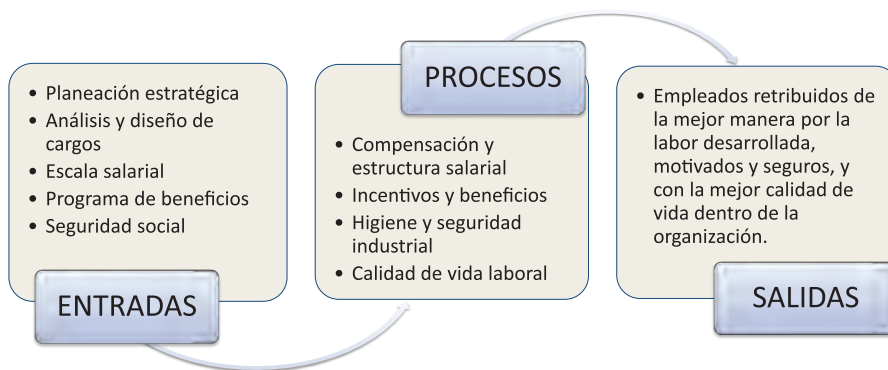 • Planeación estratégica
• Análisis y diseño de
cargos
• Escala salarial
• Programa de beneficios
• Seguridad social
ENTRADAS
PROCESOS
• Compensación y
estructura salarial
• Incentivos y beneficios
• Higiene y seguridad
industrial
• Calidad de vida laboral
• Empleados retribuidos de
la mejor manera por la
labor desarrollada,
motivados y seguros, y
con la mejor calidad de
vida dentro de la
organización.
SALIDAS